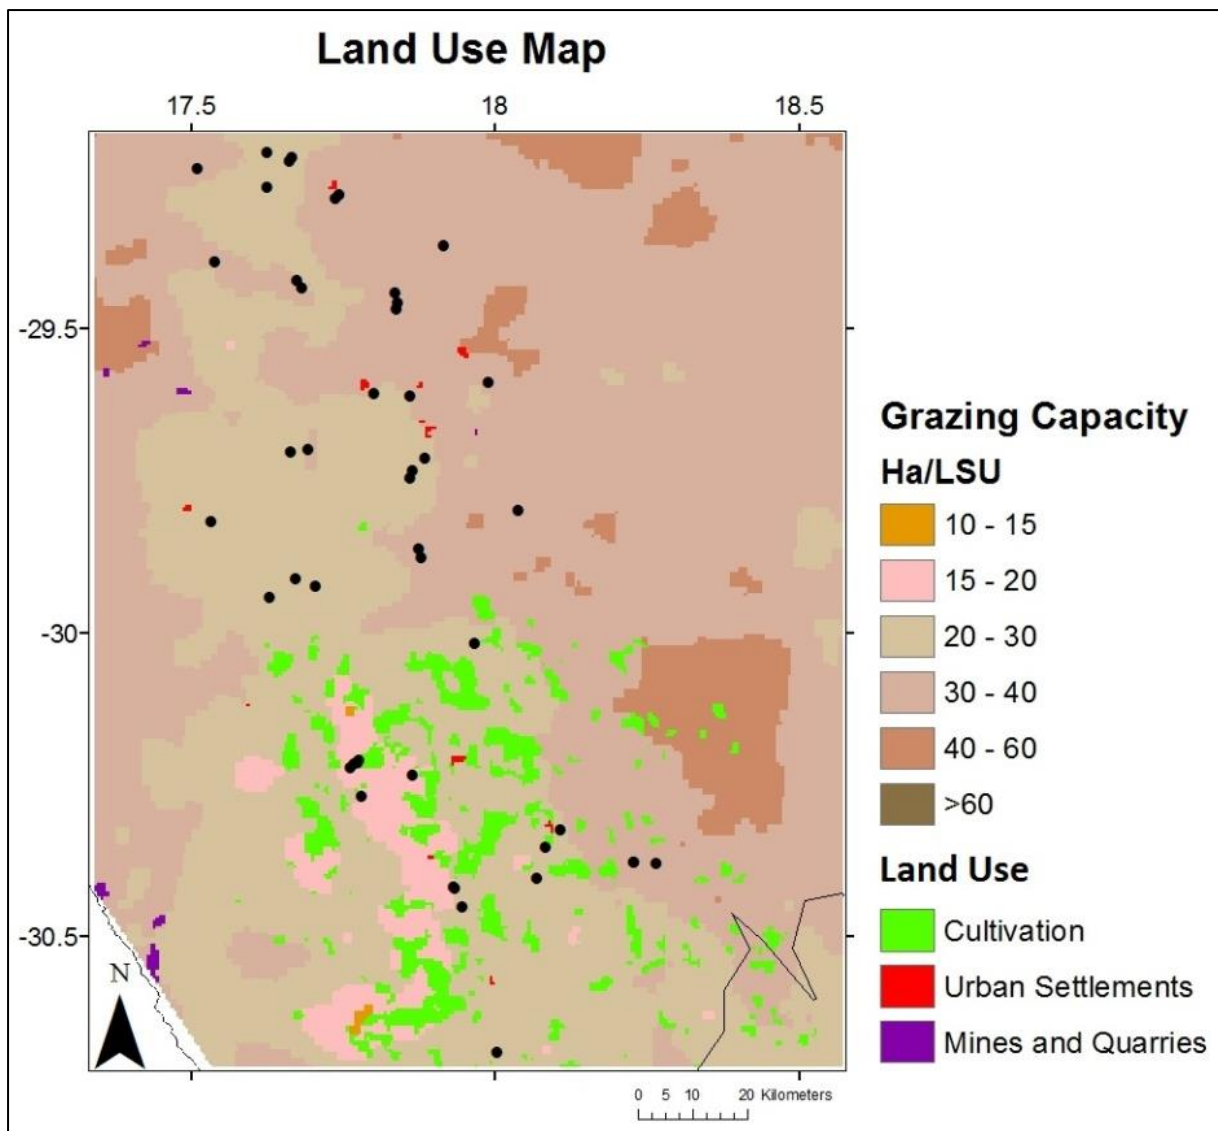 Land Use Map
17.5 18 18.5
-29.5
-30
-30.5
N
0 5 10 20 Kilometers
Grazing Capacity
Ha/LSU
10 - 15
15 - 20
20 - 30
30 - 40
40 - 60
>60
Land Use
Cultivation
Urban Settlements
Mines and Quarries